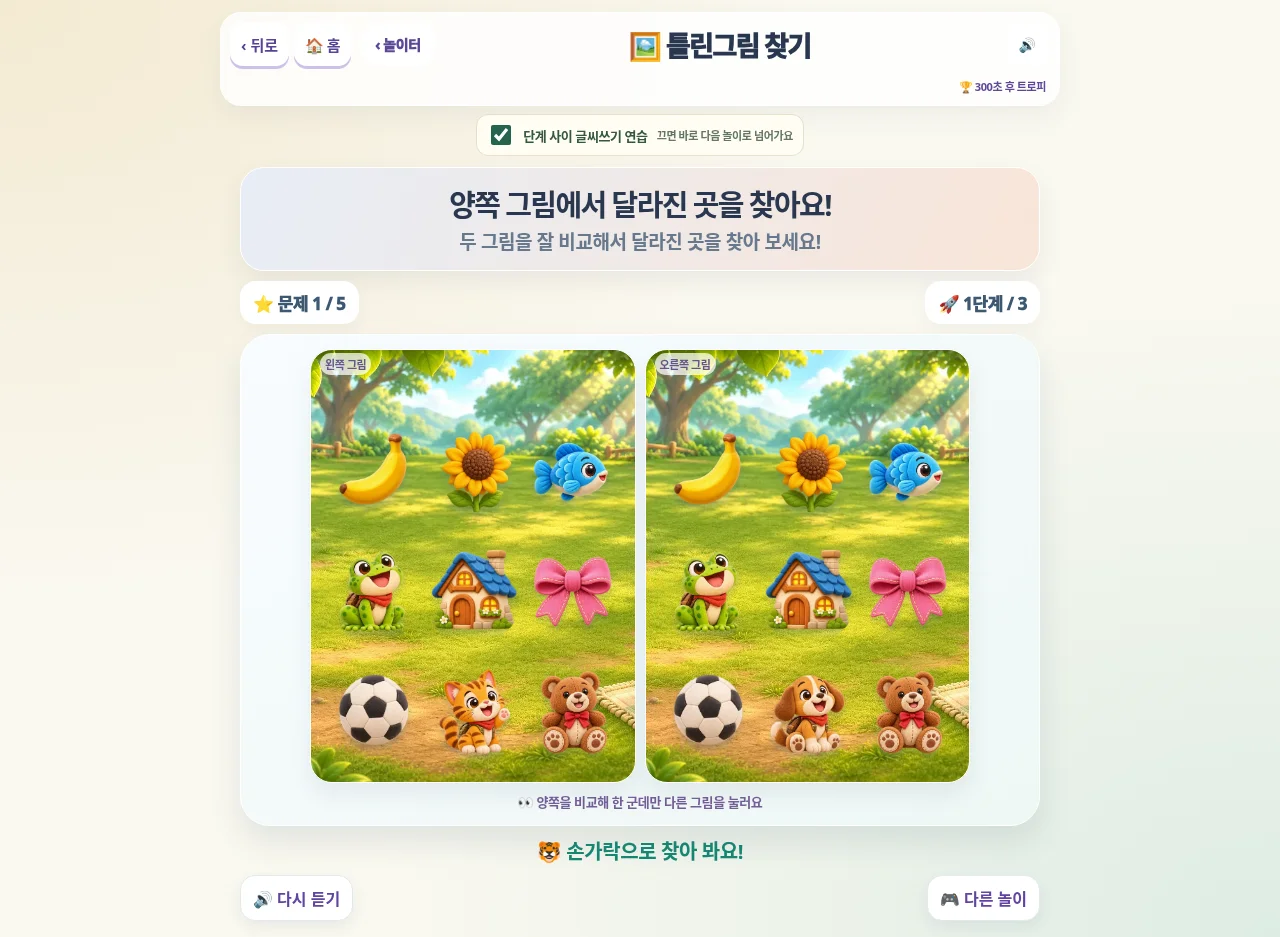 ‹ 뒤로 🏠 홈 ‹ 놀이터 🖼️ 틀린그림 찾기 🔊
🏆 300초 후 트로피
단계 사이 글씨쓰기 연습 끄면 바로 다음 놀이로 넘어가요
양쪽 그림에서 달라진 곳을 찾아요!
두 그림을 잘 비교해서 달라진 곳을 찾아 보세요!
⭐ 문제 1 / 5 🚀 1단계 / 3
왼쪽 그림 오른쪽 그림
👀 양쪽을 비교해 한 군데만 다른 그림을 눌러요
🐯 손가락으로 찾아 봐요!
🔊 다시 듣기 🎮 다른 놀이